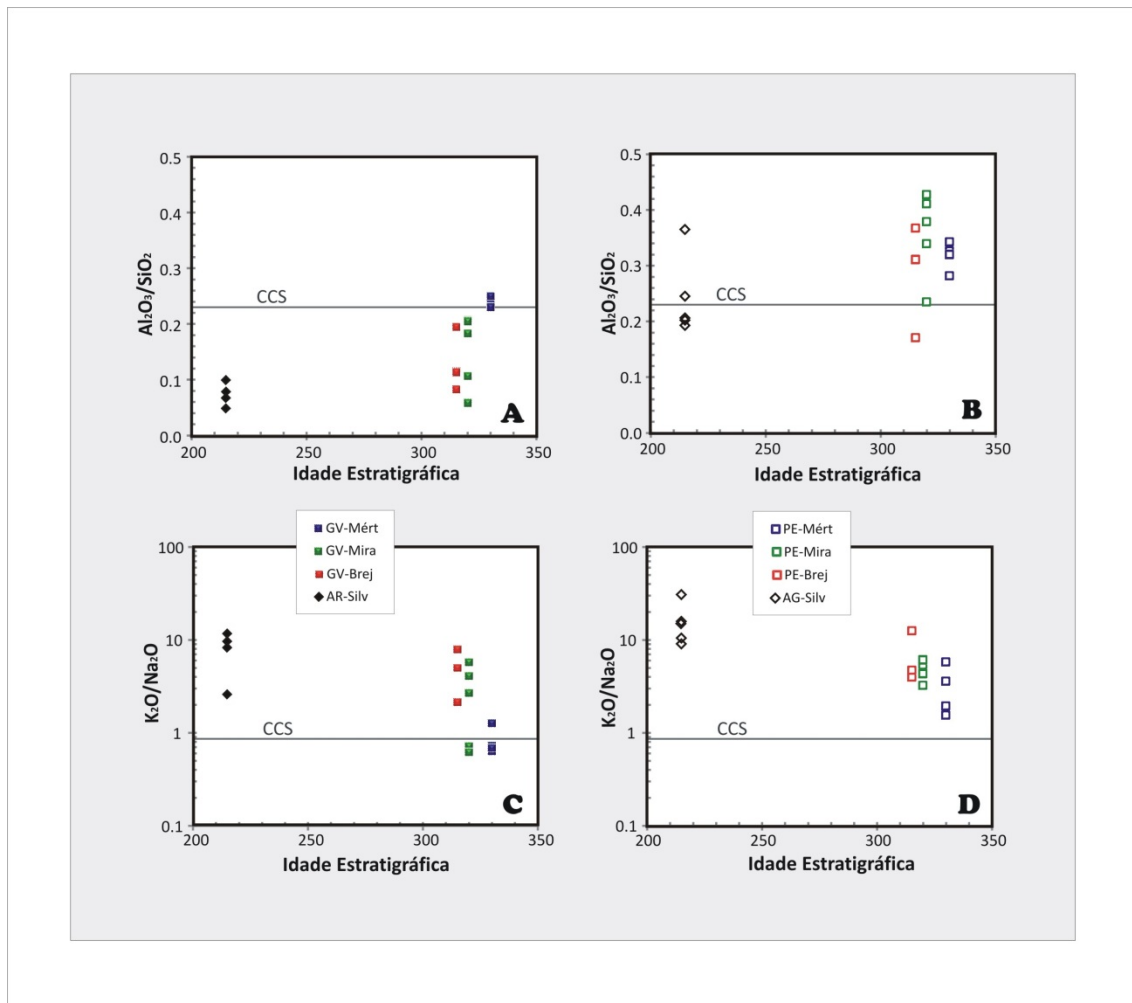 0.5
0.4
0.3
0.2
0.1
0.0
Al₂O₃/SiO₂
CCS
A
200
250
300
350
Idade Estratigráfica
0.5
0.4
0.3
0.2
0.1
0.0
Al₂O₃/SiO₂
CCS
B
200
250
300
350
Idade Estratigráfica
GV-Mért
GV-Mira
GV-Brej
AR-Silv
100
10
1
0.1
K₂O/Na₂O
CCS
C
200
250
300
350
Idade Estratigráfica
PE-Mért
PE-Mira
PE-Brej
AG-Silv
100
10
1
0.1
K₂O/Na₂O
CCS
D
200
250
300
350
Idade Estratigráfica